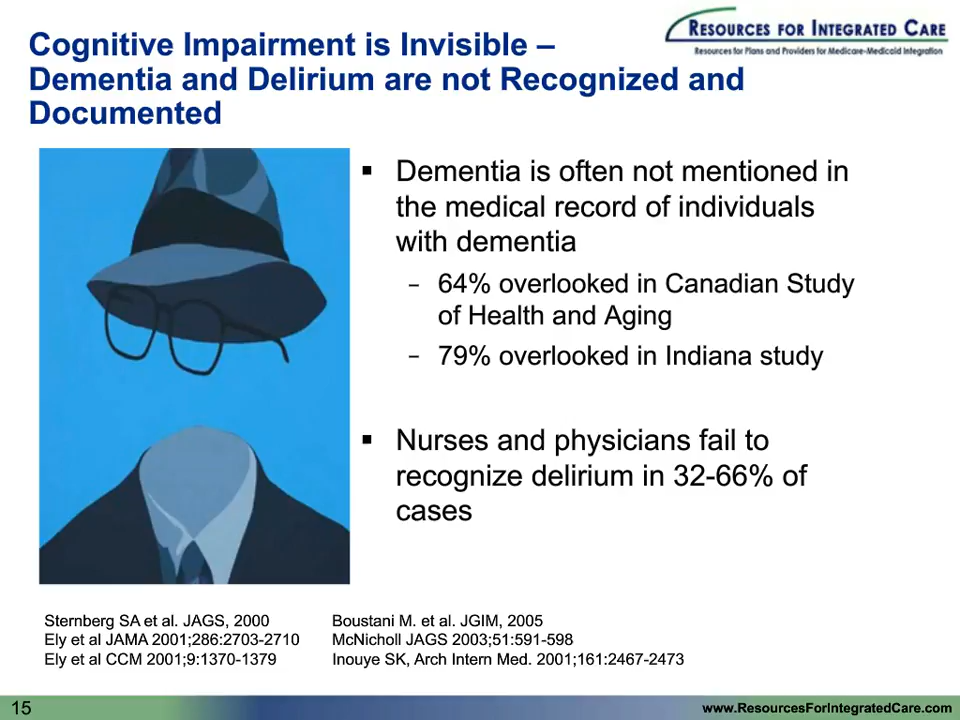 RESOURCES FOR INTEGRATED CARE
Resources for Plans and Providers for Medicare-Medicaid Integration
Cognitive Impairment is Invisible –
Dementia and Delirium are not Recognized and
Documented
▪ Dementia is often not mentioned in
the medical record of individuals
with dementia
– 64% overlooked in Canadian Study
of Health and Aging
– 79% overlooked in Indiana study
▪ Nurses and physicians fail to
recognize delirium in 32-66% of
cases
Sternberg SA et al. JAGS, 2000
Ely et al JAMA 2001;286:2703-2710
Ely et al CCM 2001;9:1370-1379
Boustani M. et al. JGIM, 2005
McNicholl JAGS 2003;51:591-598
Inouye SK, Arch Intern Med. 2001;161:2467-2473
15
www.ResourcesForIntegratedCare.com